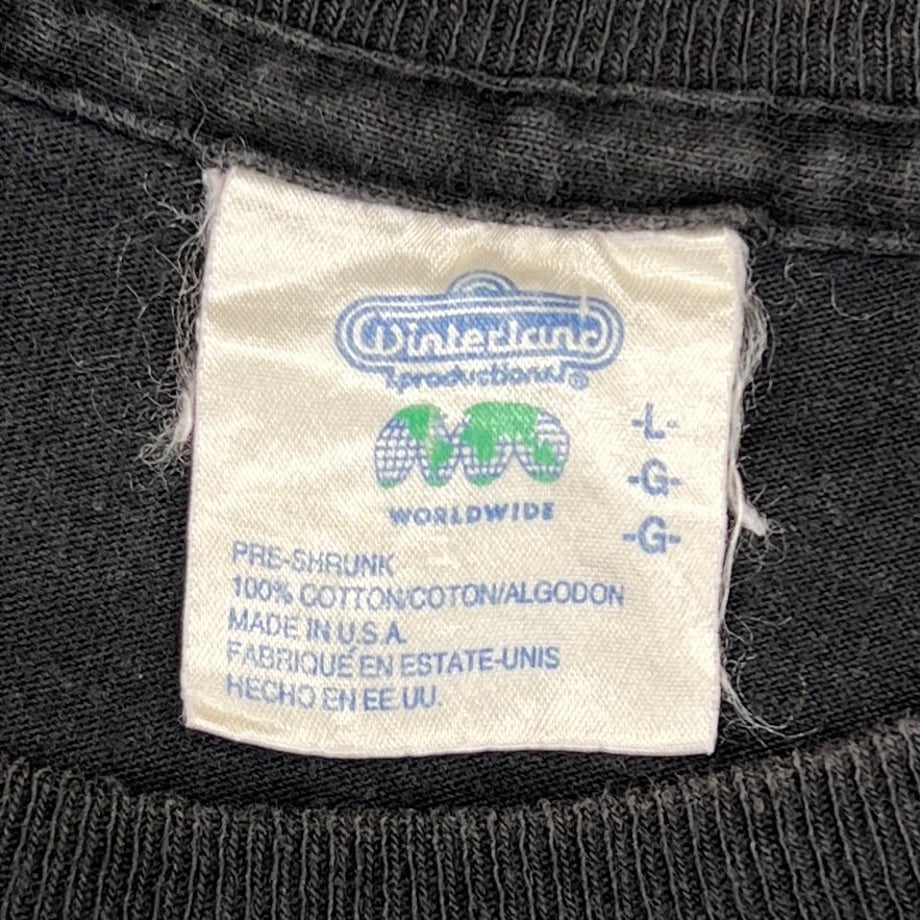 Winterland
productions®
WORLDWIDE
-L-
-G-
-G-
PRE-SHRUNK
100% COTTON/COTON/ALGODON
MADE IN U.S.A.
FABRIQUÉ EN ESTATE-UNIS
HECHO EN EE.UU.